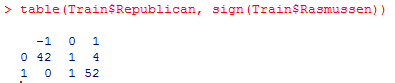 > table(Train$Republican, sign(Train$Rasmussen))
-1 0 1
0 42 1 4
1 0 1 52